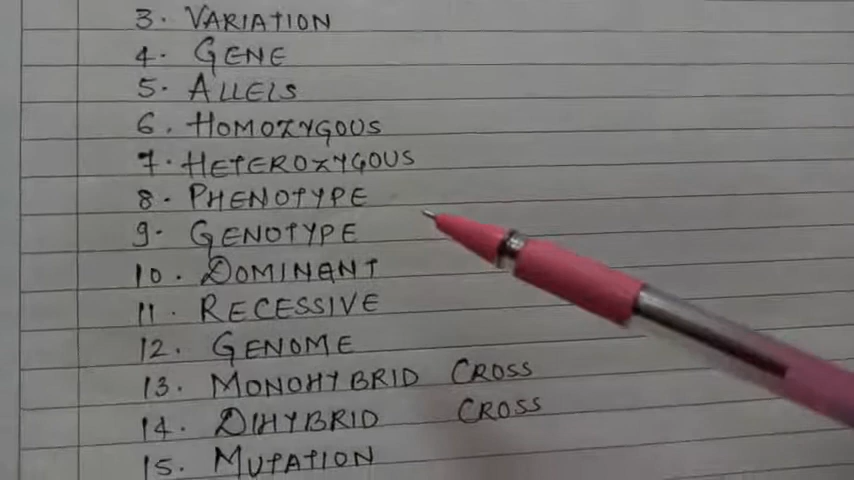 3. VARIATION
4. GENE
5. ALLELS
6. HOMOZYGOUS
7. HETEROZYGOUS
8. PHENOTYPE
9. GENOTYPE
10. DOMINANT
11. RECESSIVE
12. GENOME
13. MONOHYBRID CROSS
14. DIHYBRID CROSS
15. MUTATION